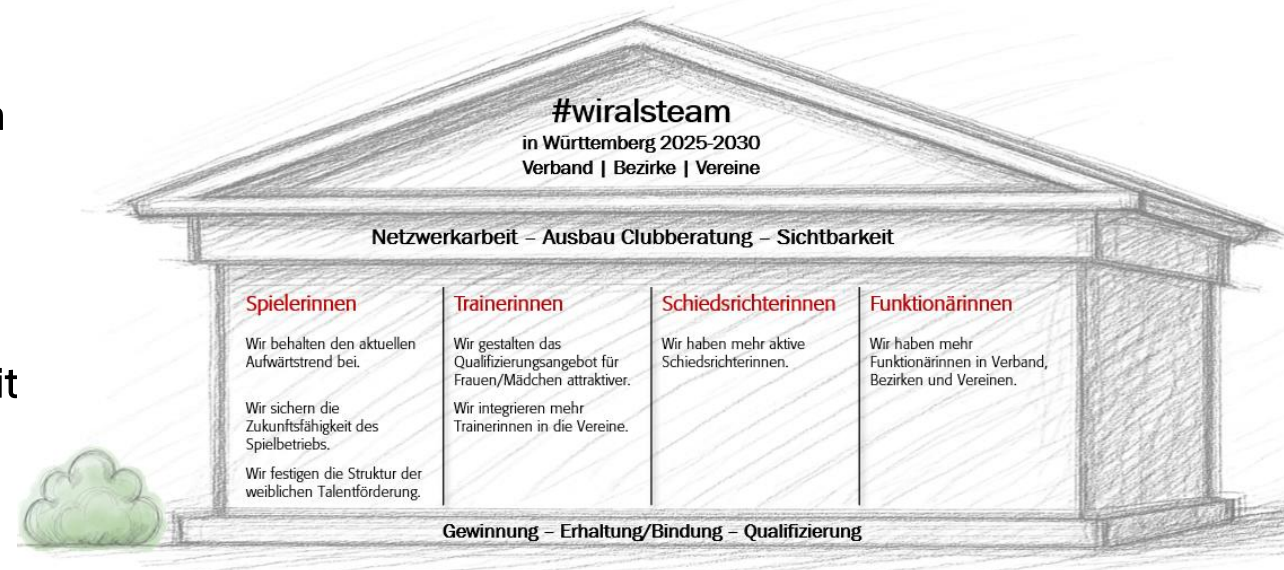 #wiralsteam
in Württemberg 2025-2030
Verband | Bezirke | Vereine
Netzwerkarbeit – Ausbau Clubberatung – Sichtbarkeit
Spielerinnen
Wir behalten den aktuellen
Aufwärtstrend bei.
Wir sichern die
Zukunftsfähigkeit des
Spielbetriebs.
Wir festigen die Struktur der
weiblichen Talentförderung.
Trainerinnen
Wir gestalten das
Qualifizierungsangebot für
Frauen/Mädchen attraktiver.
Wir integrieren mehr
Trainerinnen in die Vereine.
Schiedsrichterinnen
Wir haben mehr aktive
Schiedsrichterinnen.
Funktionärinnen
Wir haben mehr
Funktionärinnen in Verband,
Bezirken und Vereinen.
Gewinnung – Erhaltung/Bindung – Qualifizierung